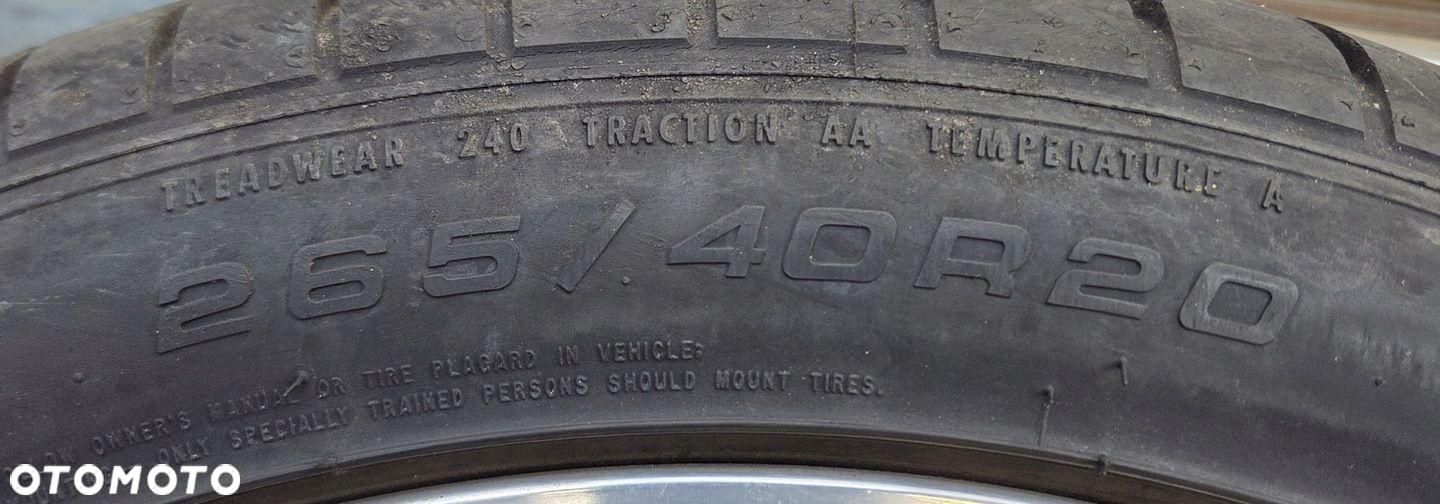 TREADWEAR 240 TRACTION AA TEMPERATURE A
265/40R20
OWNER'S MANUAL OR TIRE PLACARD IN VEHICLE;
ONLY SPECIALLY TRAINED PERSONS SHOULD MOUNT TIRES.
OTOMOTO